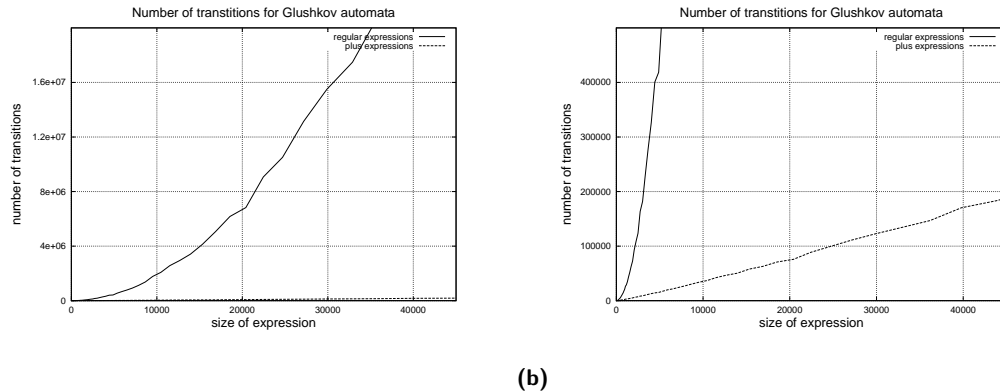 Number of transtitions for Glushkov automata
regular expressions
plus expressions
1.6e+07
1.2e+07
8e+06
4e+06
0
number of transitions
0 10000 20000 30000 40000
size of expression
Number of transtitions for Glushkov automata
regular expressions
plus expressions
400000
300000
200000
100000
0
number of transitions
0 10000 20000 30000 40000
size of expression
(b)